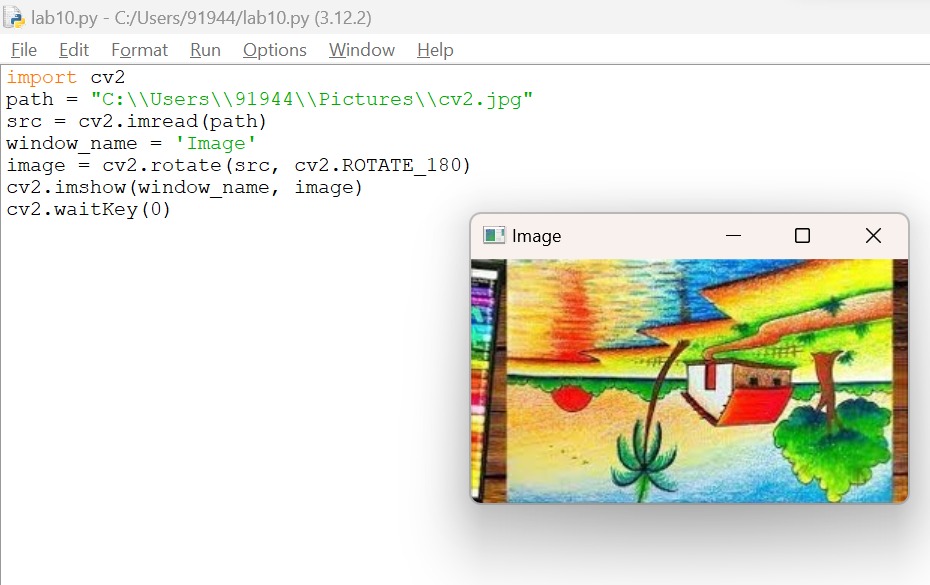 lab10.py - C:/Users/91944/lab10.py (3.12.2)
File Edit Format Run Options Window Help
import cv2
path = "C:\\Users\\91944\\Pictures\\cv2.jpg"
src = cv2.imread(path)
window_name = 'Image'
image = cv2.rotate(src, cv2.ROTATE_180)
cv2.imshow(window_name, image)
cv2.waitKey(0)
Image